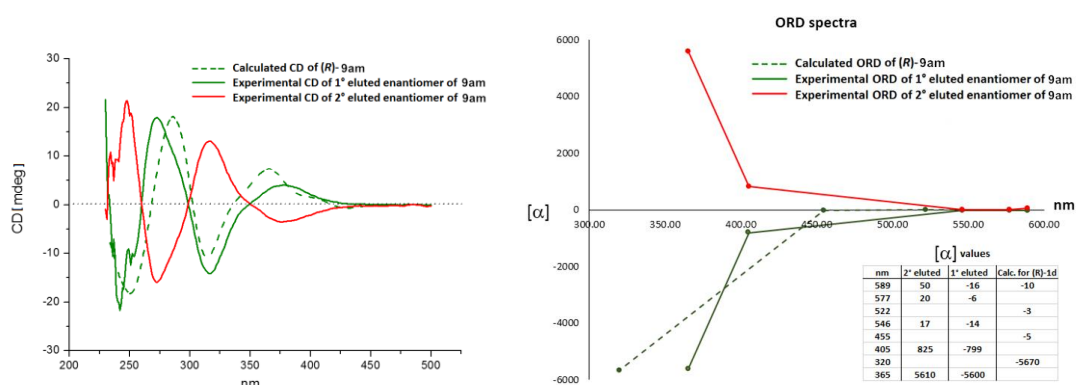 Calculated CD of (R)- 9am
Experimental CD of 1° eluted enantiomer of 9am
Experimental CD of 2° eluted enantiomer of 9am
CD[mdeg]
30
20
10
0
-10
-20
-30
200 250 300 350 400 450 500
nm
ORD spectra
Calculated ORD of (R)-9am
Experimental ORD of 1° eluted enantiomer of 9am
Experimental ORD of 2° eluted enantiomer of 9am
[α]
6000
4000
2000
0
-2000
-4000
-6000
nm
300.00 350.00 400.00 450.00 500.00 550.00 600.00
[α] values
nm 2° eluted 1° eluted Calc. for (R)-1d
589 50 -16 -10
577 20 -6
522 -3
546 17 -14
455 -5
405 825 -799
320 -5670
365 5610 -5600